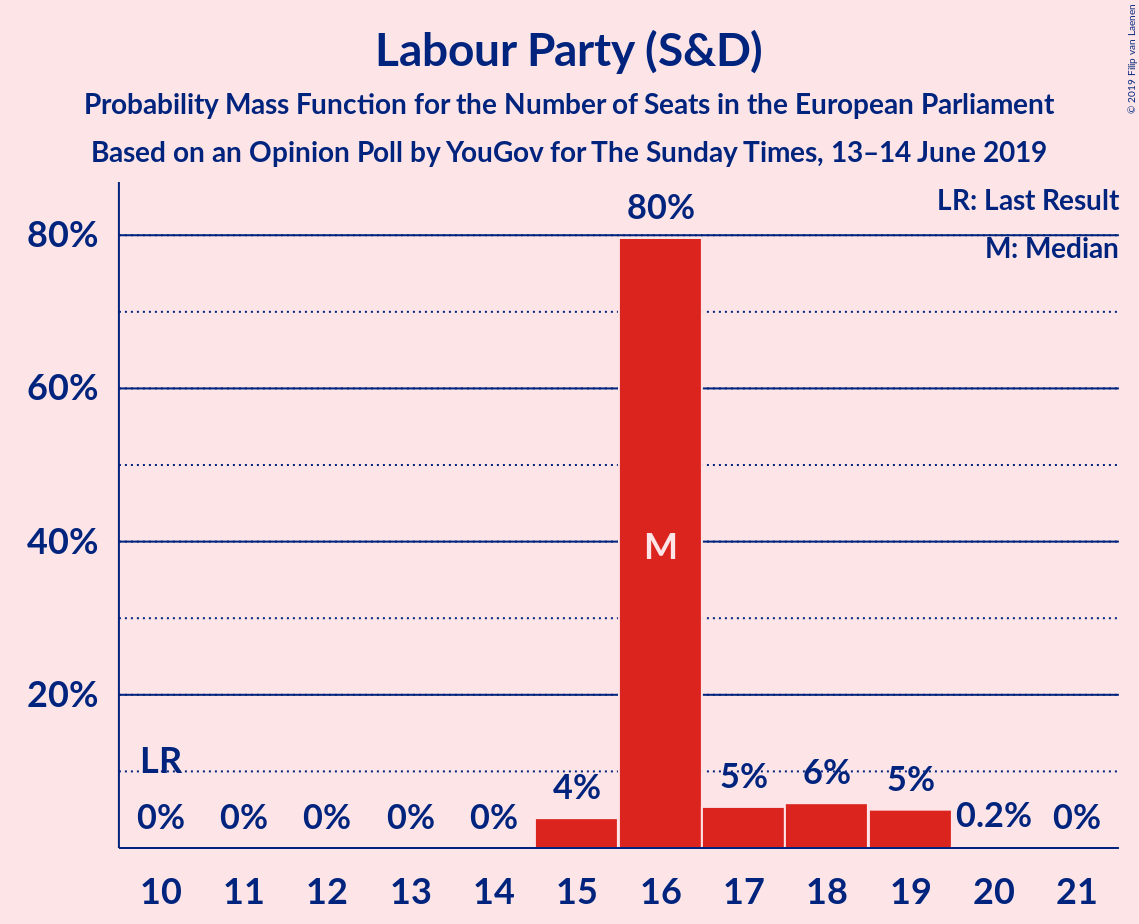 Labour Party (S&D)
Probability Mass Function for the Number of Seats in the European Parliament
Based on an Opinion Poll by YouGov for The Sunday Times, 13–14 June 2019
© 2019 Filip van Laenen
LR: Last Result
M: Median
80%
60%
40%
20%
LR
M
0% 0% 0% 0% 0% 4% 80% 5% 6% 5% 0.2% 0%
10 11 12 13 14 15 16 17 18 19 20 21